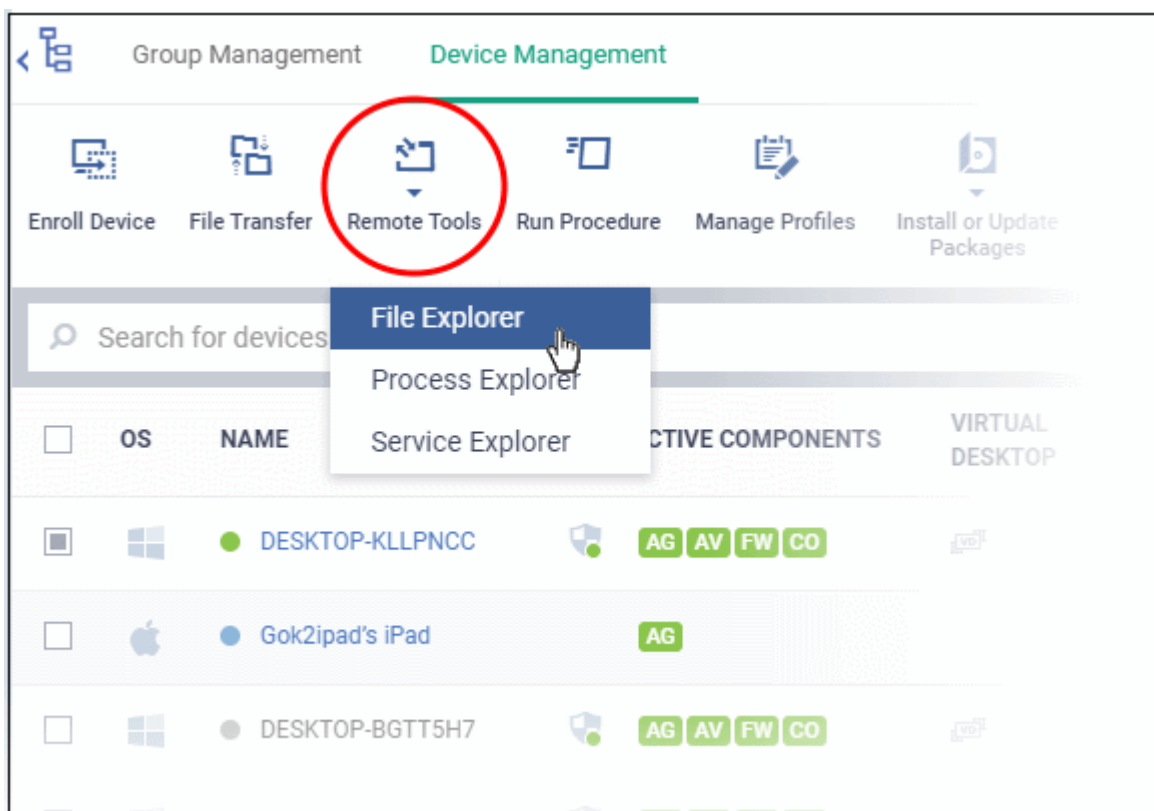 Group Management Device Management
Enroll Device File Transfer Remote Tools Run Procedure Manage Profiles Install or Update
Packages
Search for devices
File Explorer
Process Explorer
Service Explorer
OS NAME CTIVE COMPONENTS VIRTUAL
DESKTOP
DESKTOP-KLLPNCC AG AV FW CO VD
Gok2ipad's iPad AG
DESKTOP-BGTT5H7 AG AV FW CO VD